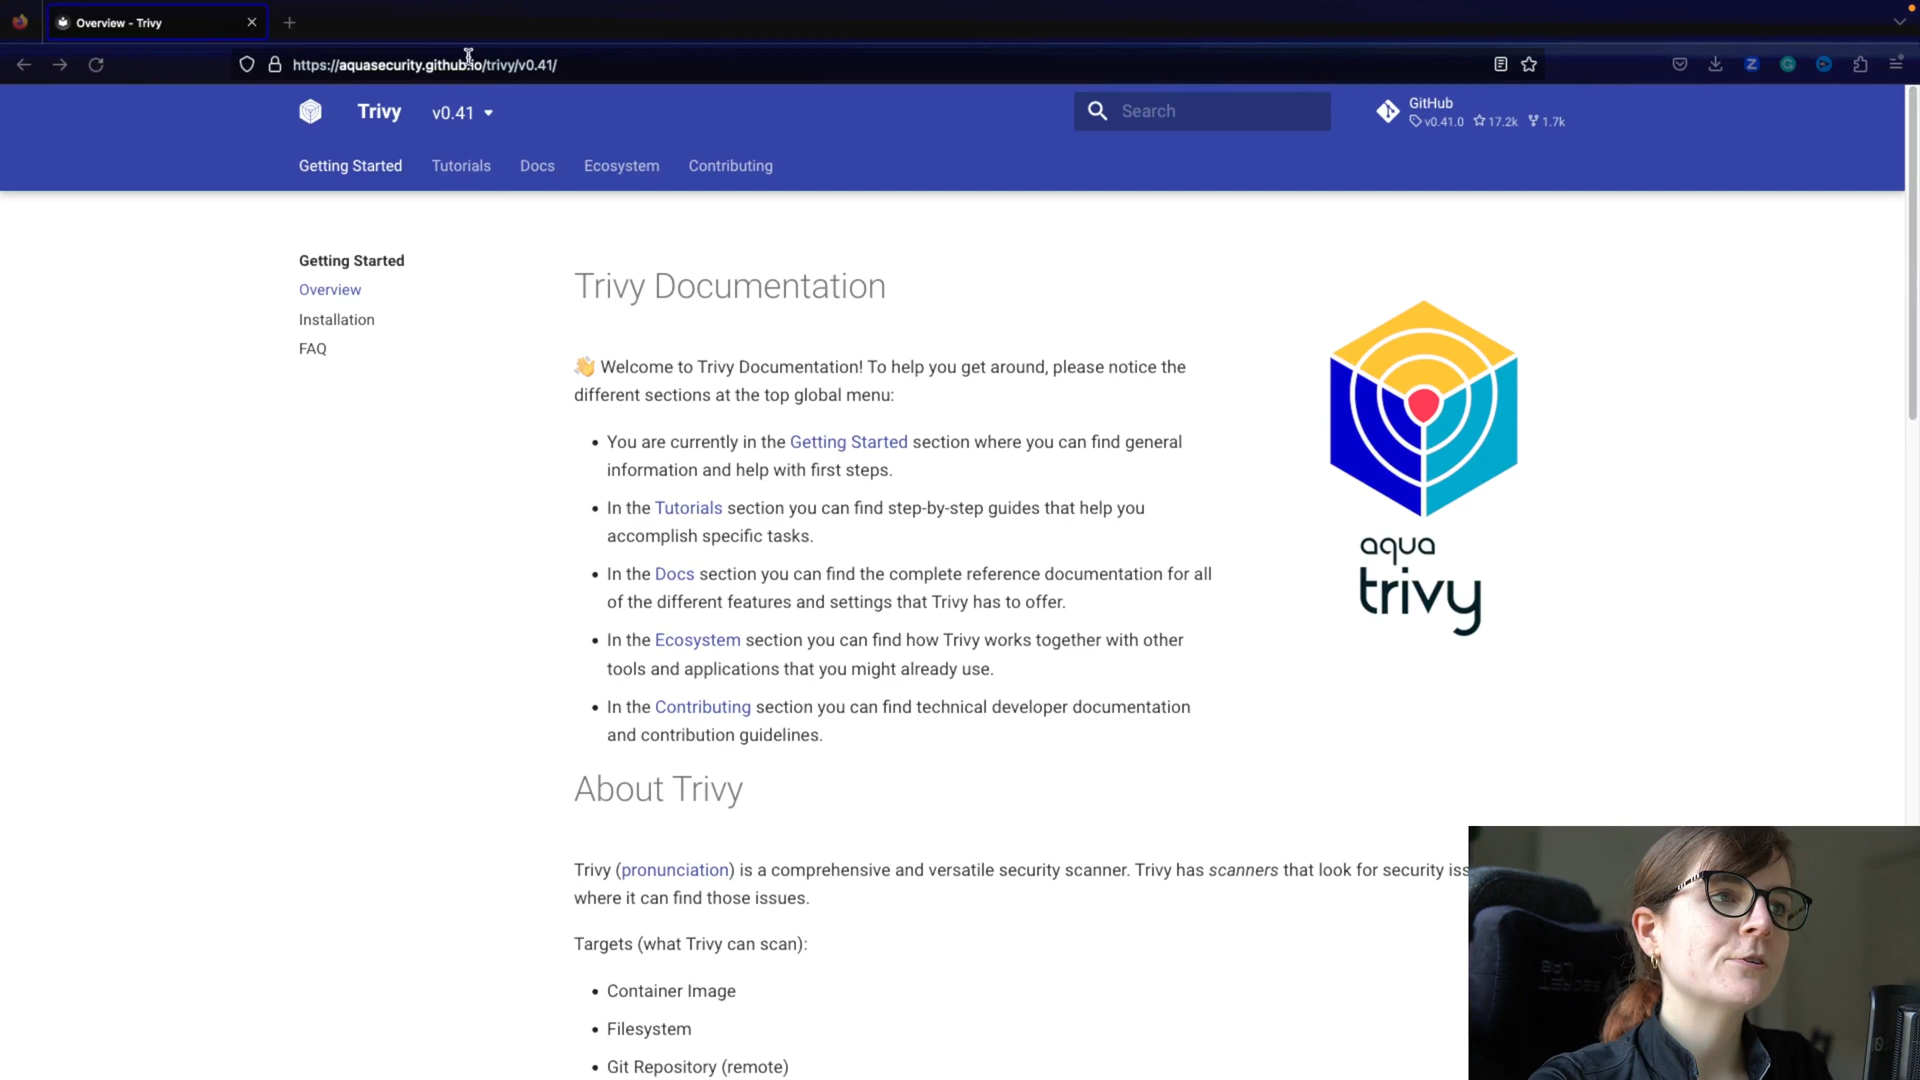 Overview - Trivy
https://aquasecurity.github.io/trivy/v0.41/
Trivy
v0.41
Search
GitHub
v0.41.0 17.2k 1.7k
Getting Started
Tutorials
Docs
Ecosystem
Contributing
Getting Started
Overview
Installation
FAQ
Trivy Documentation
👋 Welcome to Trivy Documentation! To help you get around, please notice the
different sections at the top global menu:
• You are currently in the Getting Started section where you can find general
information and help with first steps.
• In the Tutorials section you can find step-by-step guides that help you
accomplish specific tasks.
• In the Docs section you can find the complete reference documentation for all
of the different features and settings that Trivy has to offer.
• In the Ecosystem section you can find how Trivy works together with other
tools and applications that you might already use.
• In the Contributing section you can find technical developer documentation
and contribution guidelines.
aqua
trivy
About Trivy
Trivy (pronunciation) is a comprehensive and versatile security scanner. Trivy has scanners that look for security iss
where it can find those issues.
Targets (what Trivy can scan):
• Container Image
• Filesystem
• Git Repository (remote)